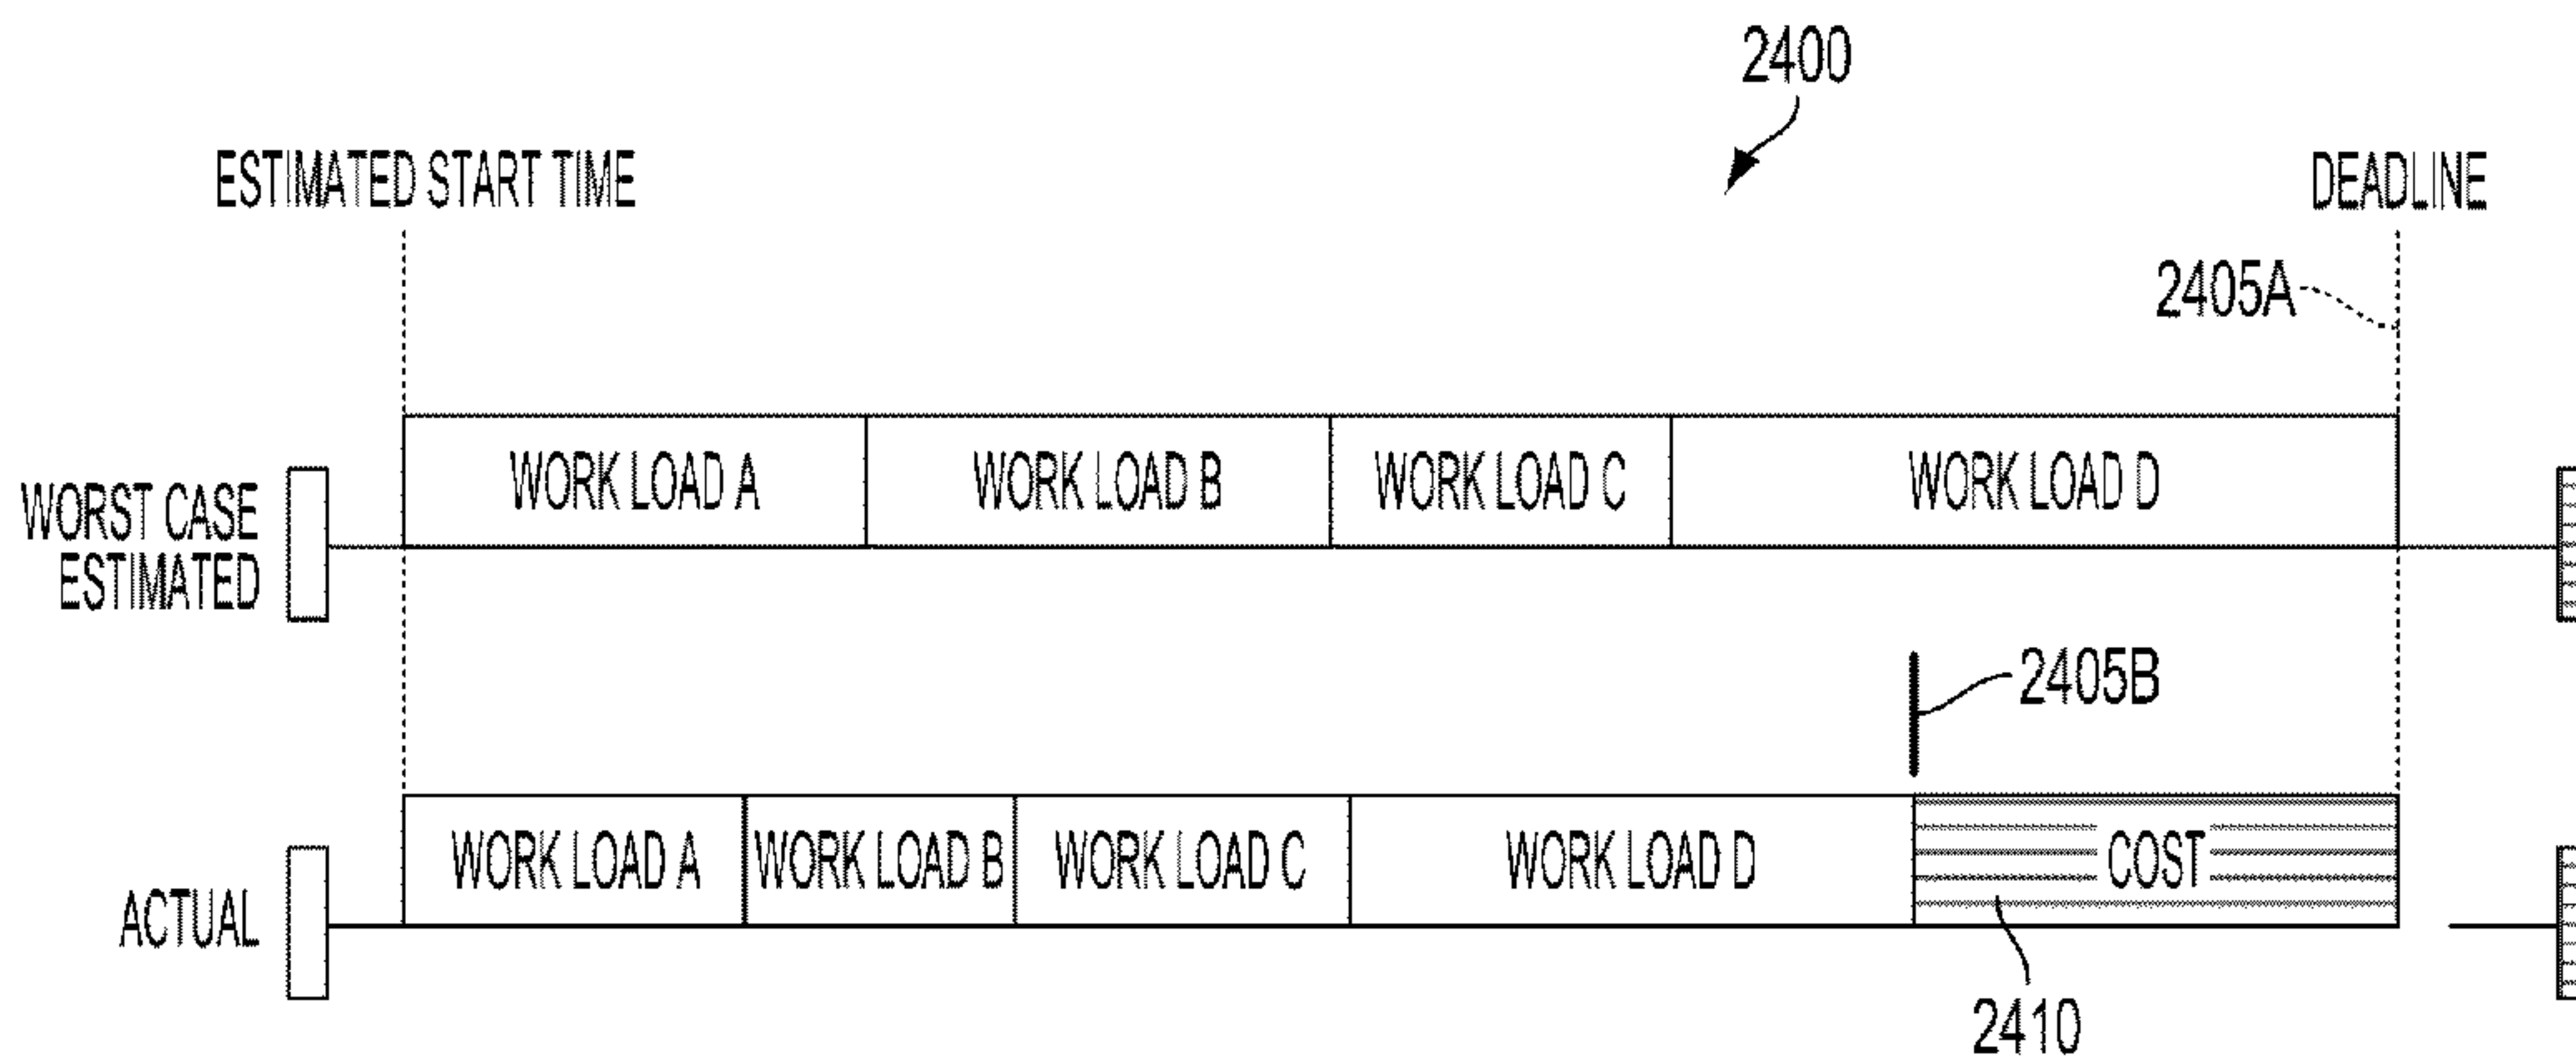 2400
ESTIMATED START TIME
DEADLINE
2405A
WORK LOAD A
WORK LOAD B
WORK LOAD C
WORK LOAD D
WORST CASE
ESTIMATED
2405B
WORK LOAD A
WORK LOAD B
WORK LOAD C
WORK LOAD D
COST
ACTUAL
2410